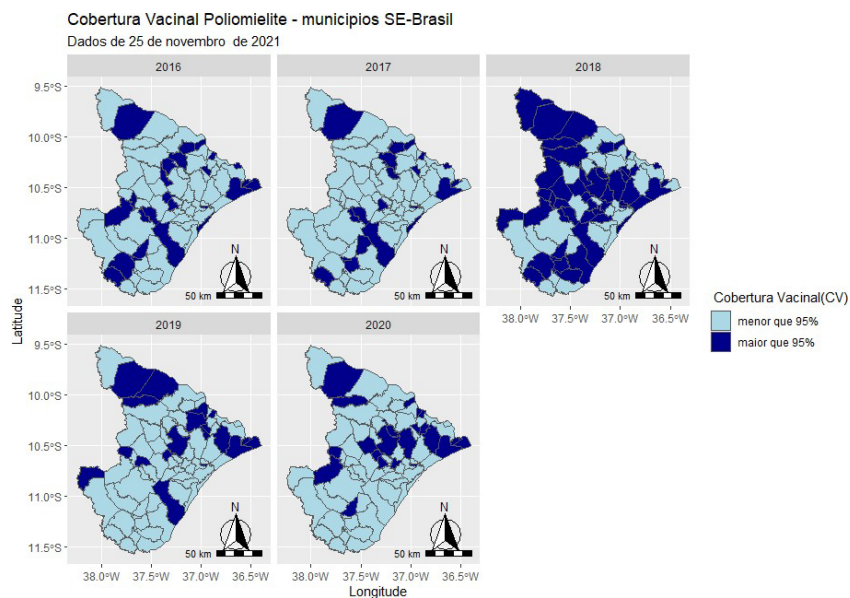 Cobertura Vacinal Poliomielite - municipios SE-Brasil
Dados de 25 de novembro  de 2021
2016
2017
2018
9.5°S
10.0°S
10.5°S
11.0°S
11.5°S
N
50 km
N
50 km
N
50 km
38.0°W 37.5°W 37.0°W 36.5°W
Latitude
2019
2020
9.5°S
10.0°S
10.5°S
11.0°S
11.5°S
N
50 km
N
50 km
38.0°W 37.5°W 37.0°W 36.5°W
38.0°W 37.5°W 37.0°W 36.5°W
Longitude
Cobertura Vacinal(CV)
menor que 95%
maior que 95%